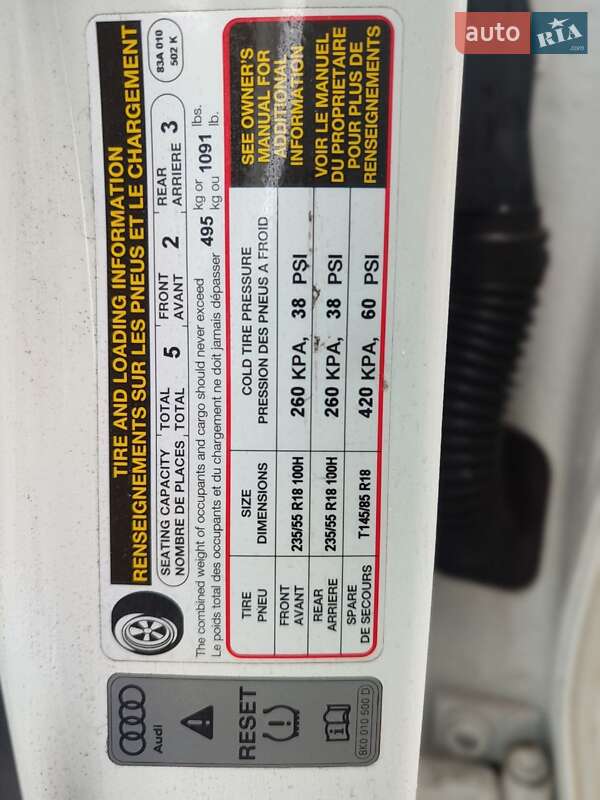 auto RIA.com
TIRE AND LOADING INFORMATION
RENSEIGNEMENTS SUR LES PNEUS ET LE CHARGEMENT
83A 010
502 K
SEATING CAPACITY TOTAL 5 FRONT 2 REAR 3
NOMBRE DE PLACES TOTAL AVANT ARRIERE
The combined weight of occupants and cargo should never exceed 495 kg or 1091 lbs.
Le poids total des occupants et du chargement ne doit jamais dépasser kg ou lb.
TIRE SIZE COLD TIRE PRESSURE
PNEU DIMENSIONS PRESSION DES PNEUS A FROID
FRONT 235/55 R18 100H 260 KPA, 38 PSI
AVANT
REAR 235/55 R18 100H 260 KPA, 38 PSI
ARRIERE
SPARE T145/85 R18 420 KPA, 60 PSI
DE SECOURS
SEE OWNER'S
MANUAL FOR
ADDITIONAL
INFORMATION
VOIR LE MANUEL
DU PROPRIETAIRE
POUR PLUS DE
RENSEIGNEMENTS
Audi
RESET
8K0 010 500 D